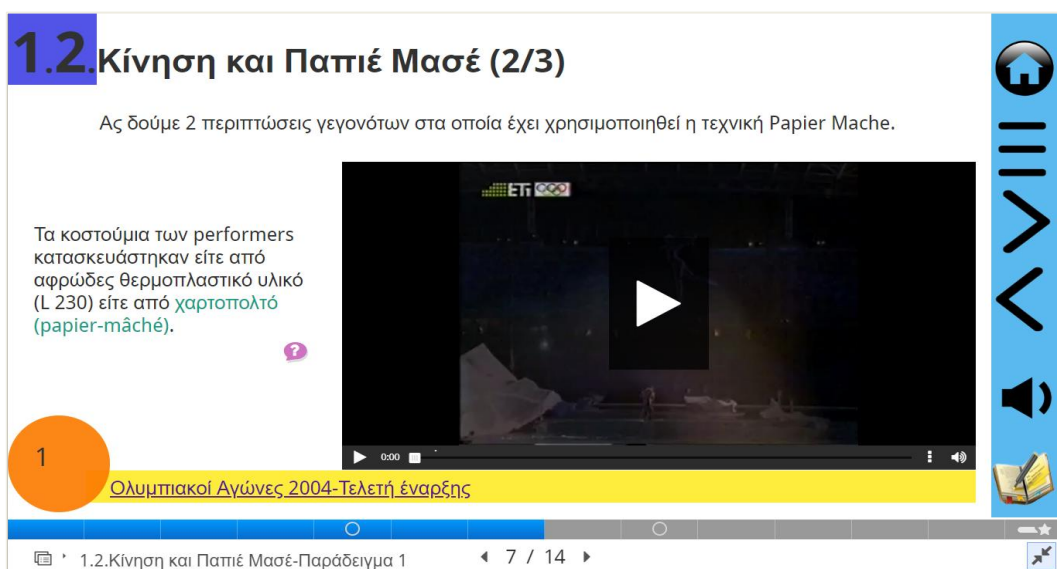 1.2.Κίνηση και Παπιέ Μασέ (2/3)
Ας δούμε 2 περιπτώσεις γεγονότων στα οποία έχει χρησιμοποιηθεί η τεχνική Papier Mache.
Τα κοστούμια των performers
κατασκευάστηκαν είτε από
αφρώδες θερμοπλαστικό υλικό
(L 230) είτε από χαρτοπολτό
(papier-mâché).
?
ΕΤ1
0:00
1
Ολυμπιακοί Αγώνες 2004-Τελετή έναρξης
1.2.Κίνηση και Παπιέ Μασέ-Παράδειγμα 1
7 / 14